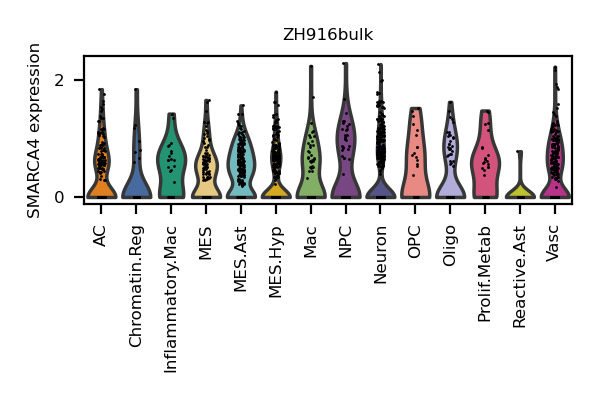 ZH916bulk
SMARCA4 expression
2
0
AC
Chromatin.Reg
Inflammatory.Mac
MES
MES.Ast
MES.Hyp
Mac
NPC
Neuron
OPC
Oligo
Prolif.Metab
Reactive.Ast
Vasc